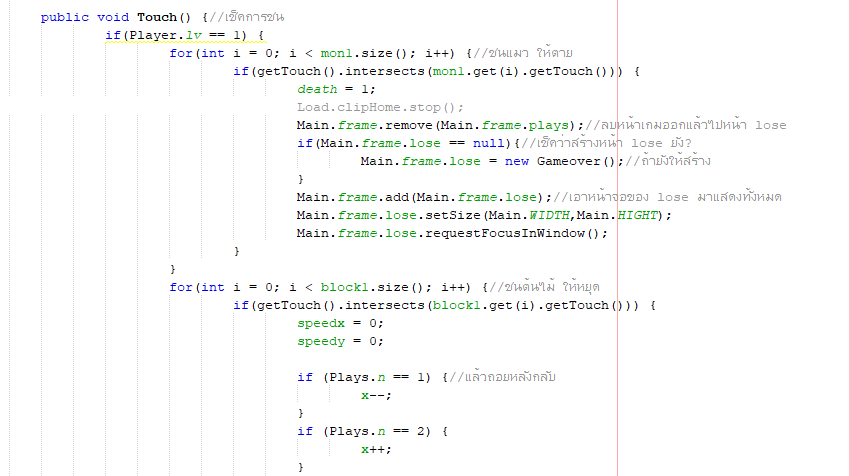 public void Touch() {//เช็คการชน
if(Player.lv == 1) {
for(int i = 0; i < mon1.size(); i++) {//ชนแมว ให้ตาย
if(getTouch().intersects(mon1.get(i).getTouch())) {
death = 1;
Load.clipHome.stop();
Main.frame.remove(Main.frame.plays);//ลบหน้าเกมออกแล้วไปหน้า lose
if(Main.frame.lose == null){//เช็คว่าสร้างหน้า lose ยัง?
Main.frame.lose = new Gameover();//ถ้ายังให้สร้าง
}
Main.frame.add(Main.frame.lose);//เอาหน้าจอของ lose มาแสดงทั้งหมด
Main.frame.lose.setSize(Main.WIDTH,Main.HIGHT);
Main.frame.lose.requestFocusInWindow();
}
}
for(int i = 0; i < block1.size(); i++) {//ชนต้นไม้ ให้หยุด
if(getTouch().intersects(block1.get(i).getTouch())) {
speedx = 0;
speedy = 0;
if (Plays.n == 1) {//แล้วถอยหลังกลับ
x--;
}
if (Plays.n == 2) {
x++;
}